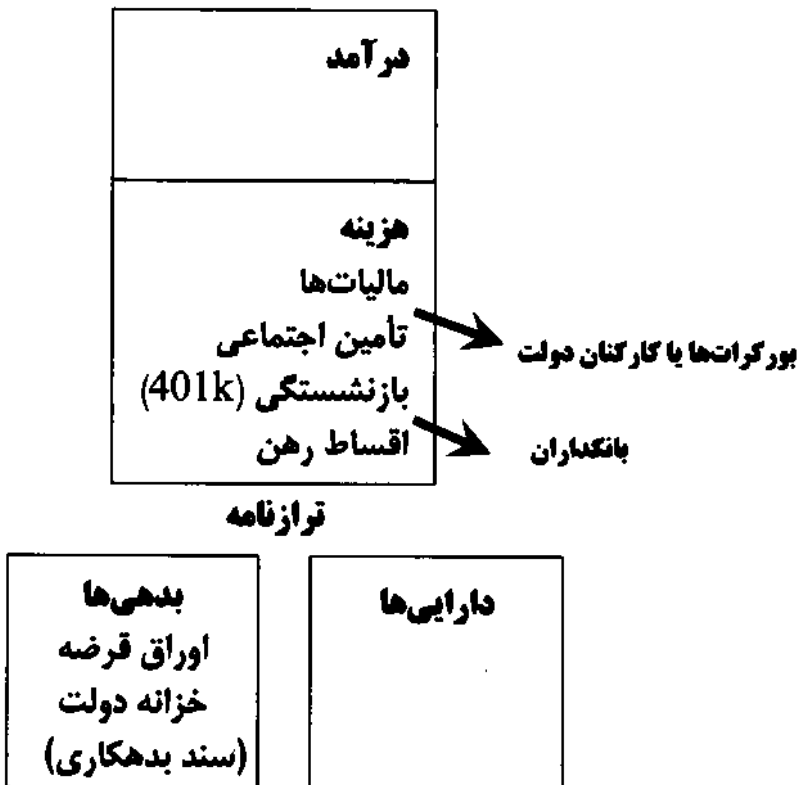 درآمد
هزینه
مالیات‌ها
تأمین اجتماعی
بازنشستگی (401k)
اقساط رهن
بورکرات‌ها یا کارکنان دولت
بانکداران
ترازنامه
دارایی‌ها
بدهی‌ها
اوراق قرضه
خزانه دولت
(سند بدهکاری)